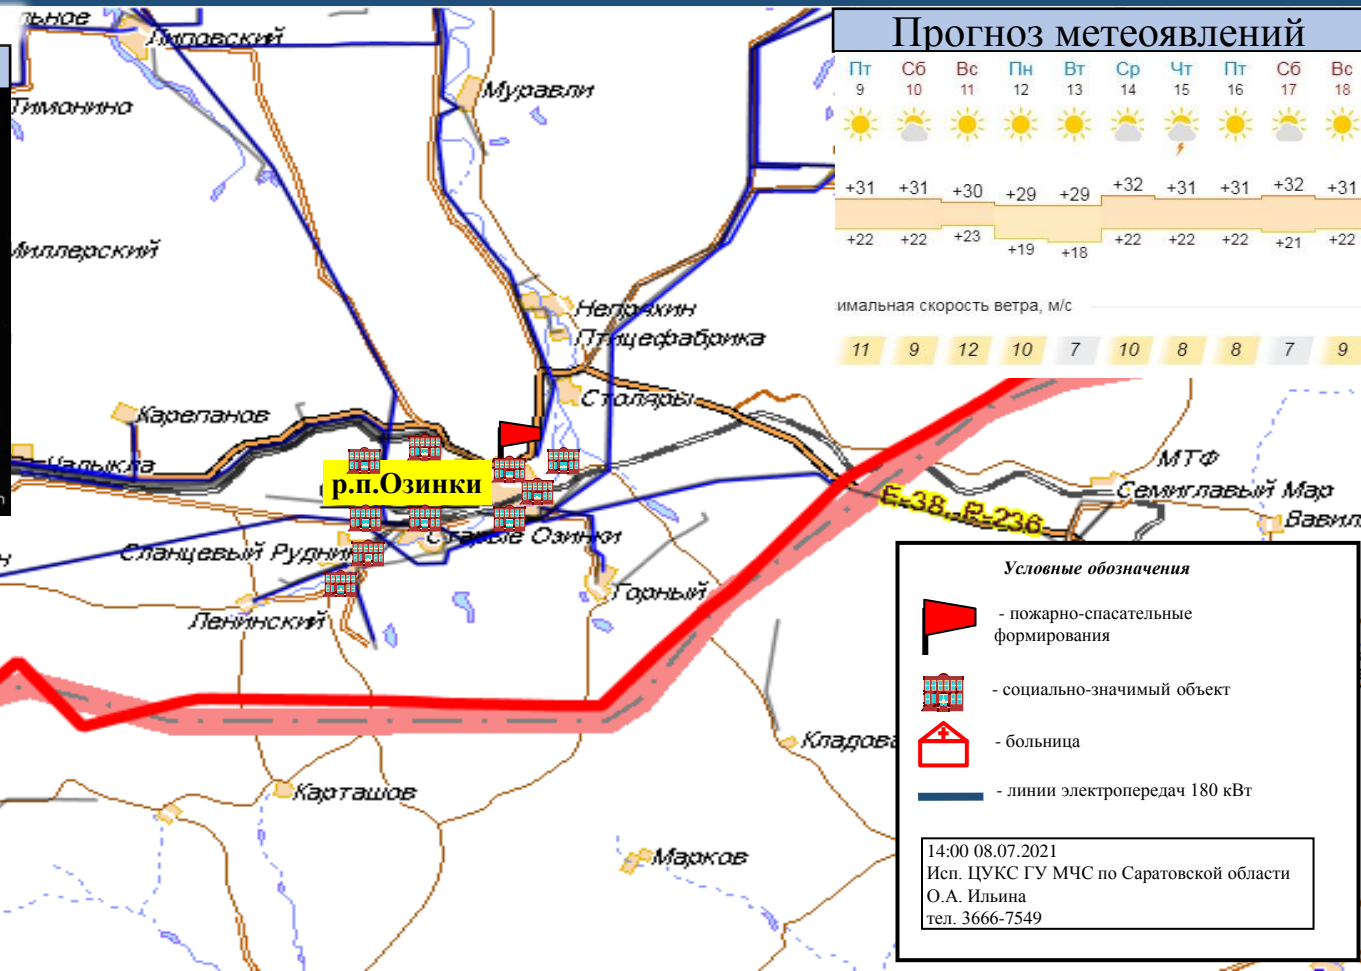 Прогноз метеоявлений
Пт Сб Вс Пн Вт Ср Чт Пт Сб Вс
9 10 11 12 13 14 15 16 17 18
+31 +31 +30 +29 +29 +32 +31 +31 +32 +31
+22 +22 +23 +19 +18 +22 +22 +22 +21 +22
имальная скорость ветра, м/с
11 9 12 10 7 10 8 8 7 9
Липовский
Муравли
Тимонино
Миллерский
Непряхин
Птицефабрика
Столяры
Карепанов
Чалыкла
р.п.Озинки
МТФ
Семиглавый Мар
Е-38, Р-236
Вавил
Старые Озинки
Сланцевый Рудни
Горный
Ленинский
Кладова
Карташов
Марков
Условные обозначения
- пожарно-спасательные
формирования
- социально-значимый объект
- больница
- линии электропередач 180 кВт
14:00 08.07.2021
Исп. ЦУКС ГУ МЧС по Саратовской области
О.А. Ильина
тел. 3666-7549